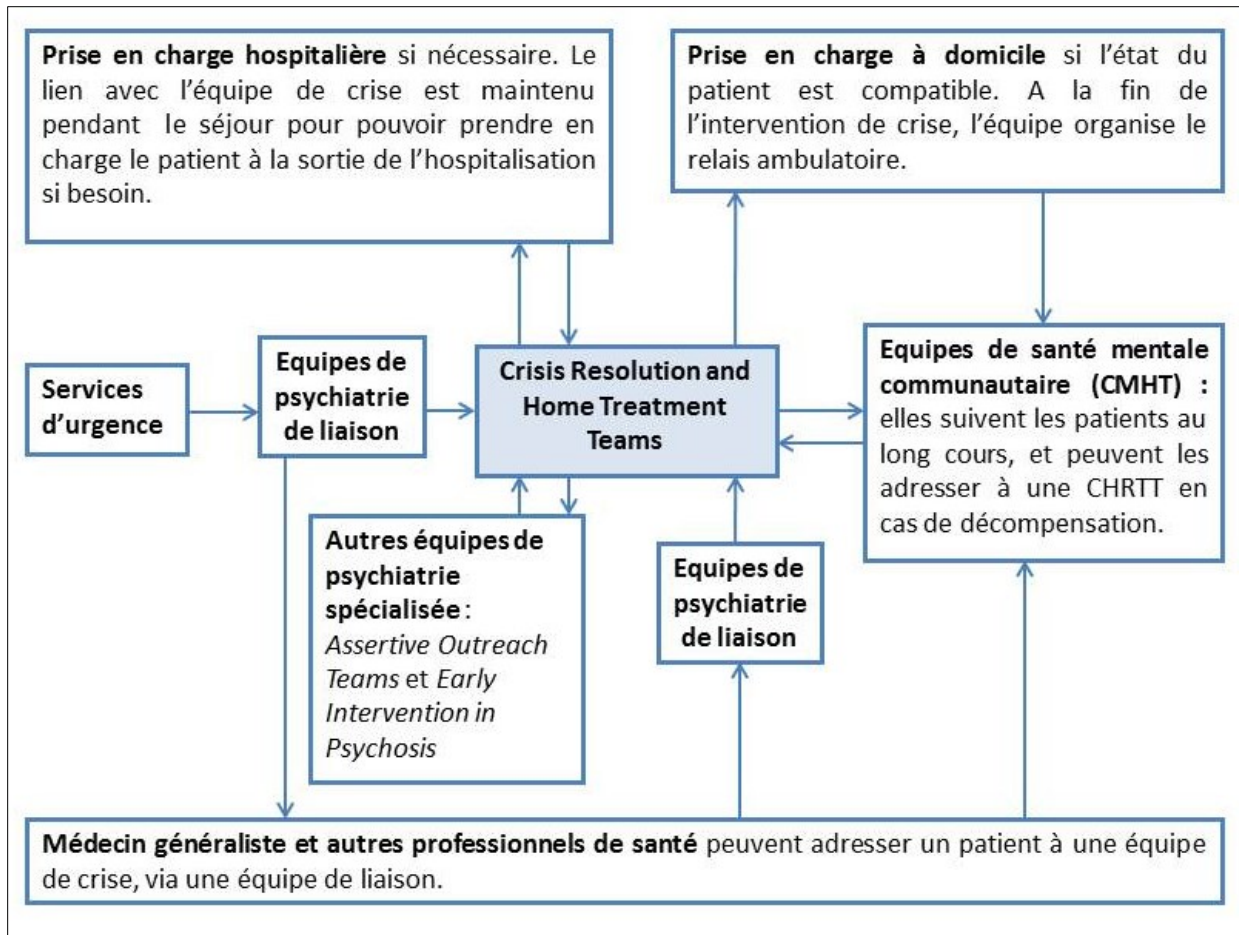 Prise en charge hospitalière si nécessaire. Le
lien avec l'équipe de crise est maintenu
pendant le séjour pour pouvoir prendre en
charge le patient à la sortie de l'hospitalisation
si besoin.
Prise en charge à domicile si l'état du
patient est compatible. A la fin de
l'intervention de crise, l'équipe organise le
relais ambulatoire.
Services
d'urgence
Equipes de
psychiatrie
de liaison
Crisis Resolution and
Home Treatment
Teams
Equipes de santé mentale
communautaire (CMHT) :
elles suivent les patients au
long cours, et peuvent les
adresser à une CHRTT en
cas de décompensation.
Autres équipes de
psychiatrie
spécialisée :
Assertive Outreach
Teams et Early
Intervention in
Psychosis
Equipes de
psychiatrie
de liaison
Médecin généraliste et autres professionnels de santé peuvent adresser un patient à une équipe
de crise, via une équipe de liaison.